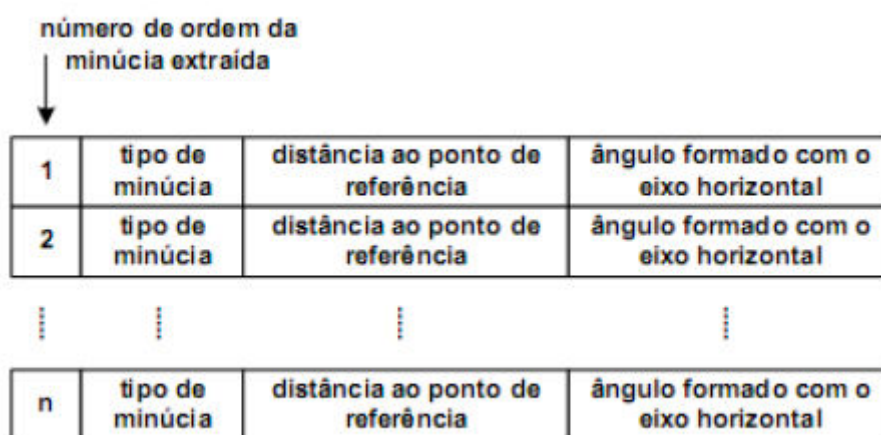 número de ordem da
minúcia extraída
1
tipo de
minúcia
distância ao ponto de
referência
ângulo formado com o
eixo horizontal
2
tipo de
minúcia
distância ao ponto de
referência
ângulo formado com o
eixo horizontal
n
tipo de
minúcia
distância ao ponto de
referência
ângulo formado com o
eixo horizontal